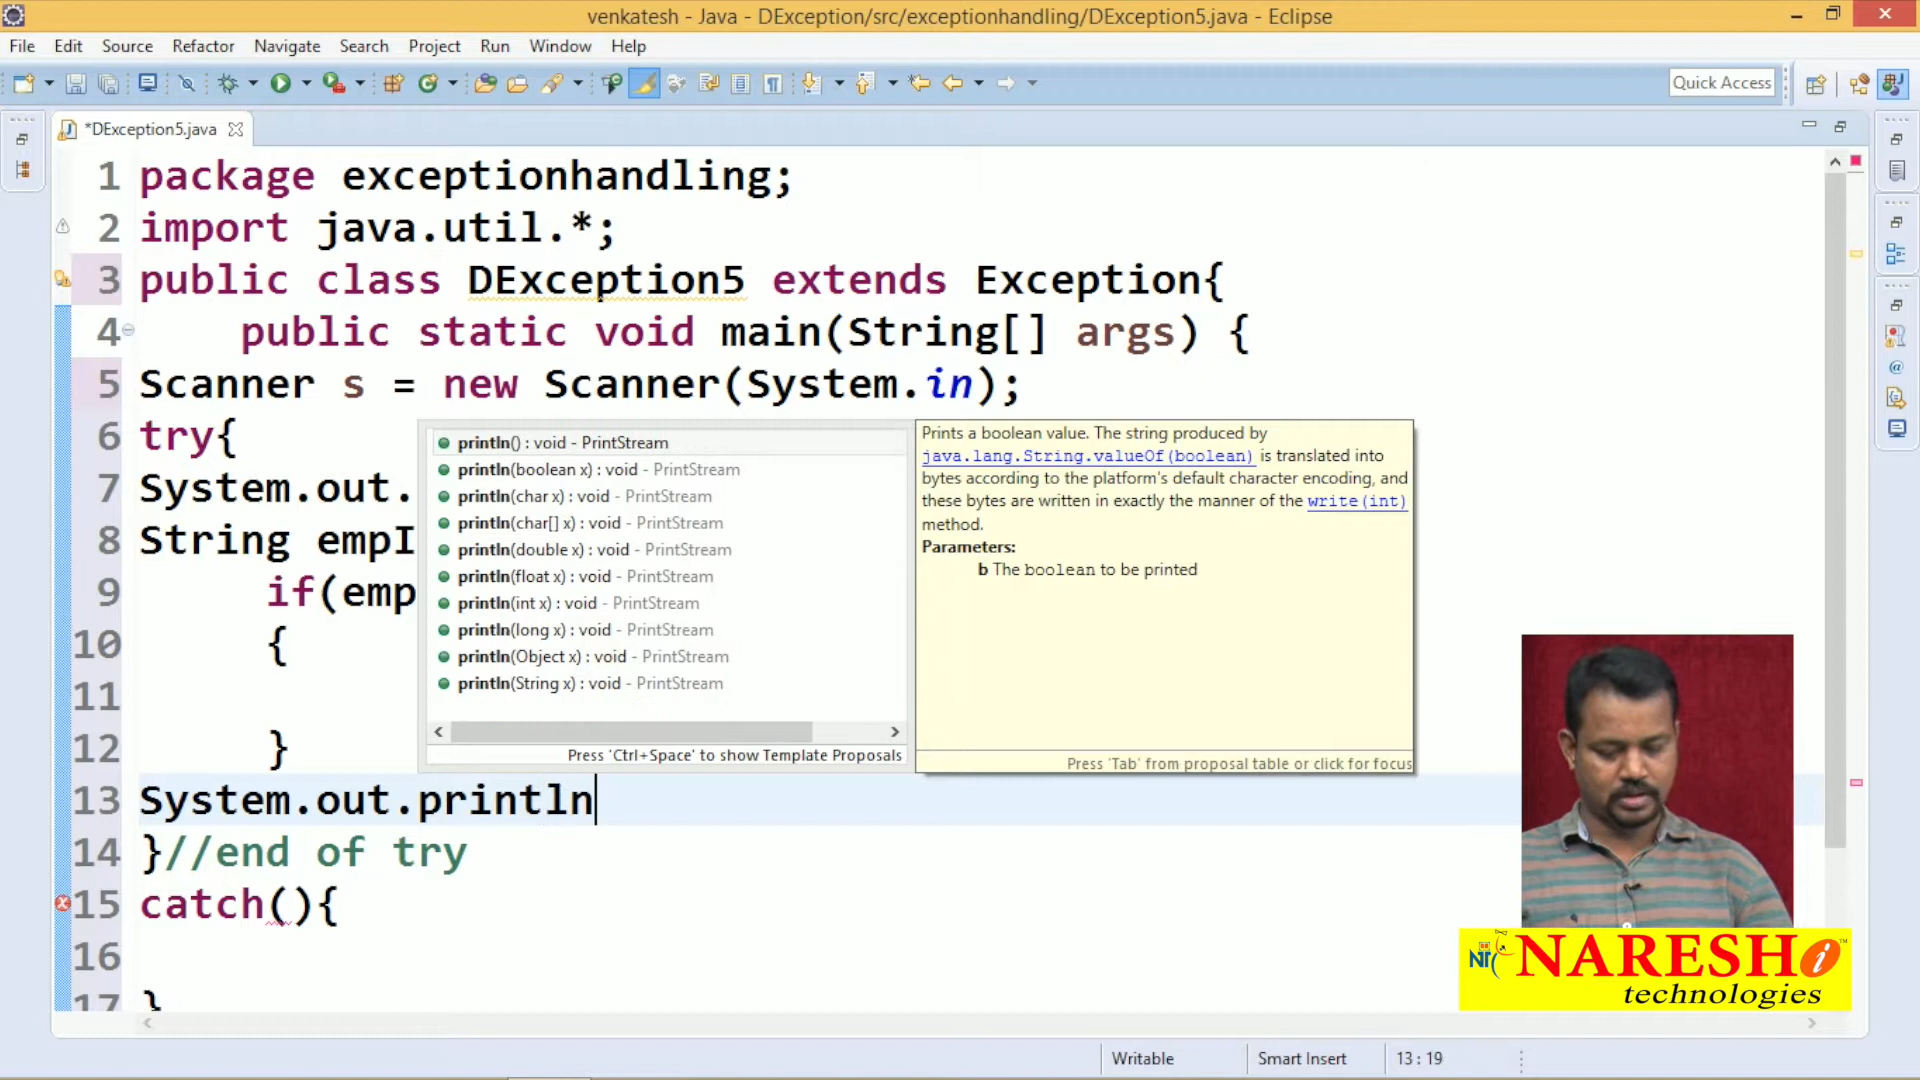 venkatesh - Java - DException/src/exceptionhandling/DException5.java - Eclipse
File Edit Source Refactor Navigate Search Project Run Window Help
Quick Access
*DException5.java
1 package exceptionhandling;
2 import java.util.*;
3 public class DException5 extends Exception{
4 public static void main(String[] args) {
5 Scanner s = new Scanner(System.in);
6 try{
7 System.out.
8 String empI
9 if(emp
10 {
11
12 }
13 System.out.println
14 }//end of try
15 catch(){
16
17 }
println() : void - PrintStream
println(boolean x) : void - PrintStream
println(char x) : void - PrintStream
println(char[] x) : void - PrintStream
println(double x) : void - PrintStream
println(float x) : void - PrintStream
println(int x) : void - PrintStream
println(long x) : void - PrintStream
println(Object x) : void - PrintStream
println(String x) : void - PrintStream
Press 'Ctrl+Space' to show Template Proposals
Prints a boolean value. The string produced by
java.lang.String.valueOf(boolean) is translated into
bytes according to the platform's default character encoding, and
these bytes are written in exactly the manner of the write(int)
method.
Parameters:
b The boolean to be printed
Press 'Tab' from proposal table or click for focus
NARESH i
technologies
Writable Smart Insert 13 : 19